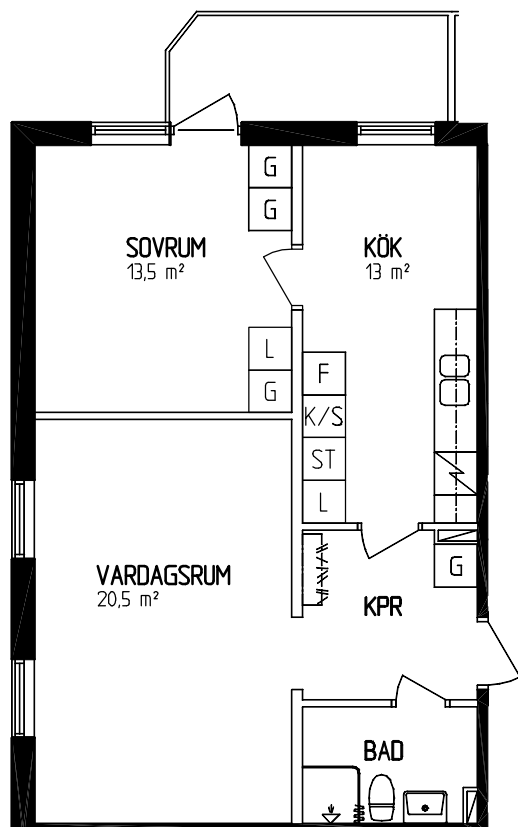 G
G
SOVRUM
13,5 m²
KÖK
13 m²
L
G
F
K/S
ST
L
VARDAGSRUM
20,5 m²
G
KPR
BAD